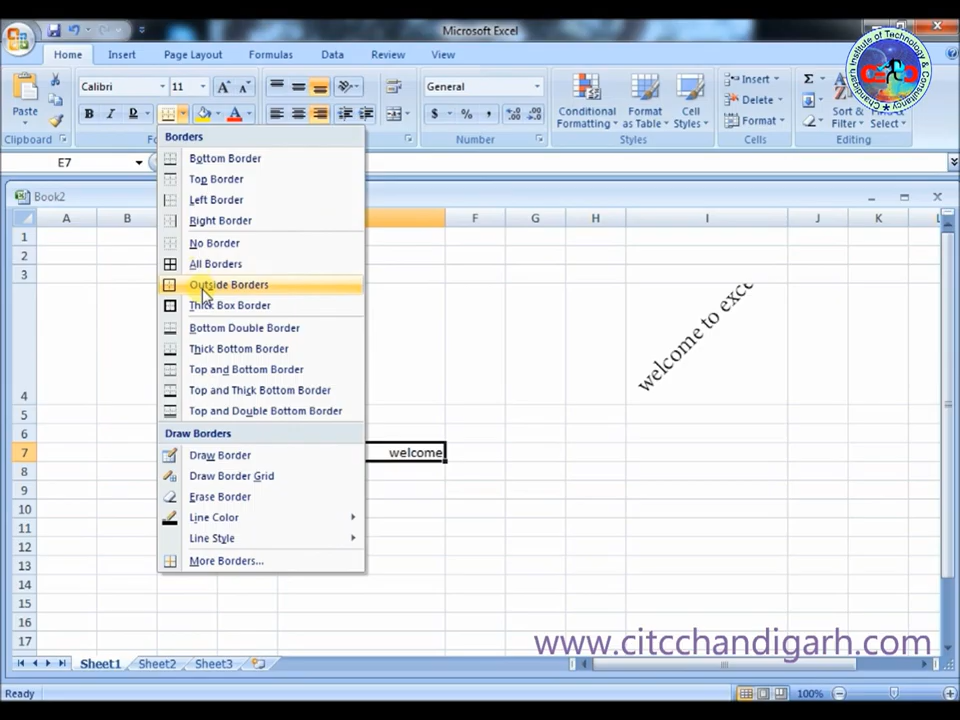 Microsoft Excel
Home Insert Page Layout Formulas Data Review View
Calibri 11 General
Paste B I D $ % , Conditional Formatting Format as Table Cell Styles Insert Delete Format Σ Sort & Filter Find & Select
Clipboard Number Styles Cells Editing
E7
Book2
A B F G H I J K L
1
2
3
4
5
6
7
8
9
10
11
12
13
14
15
16
17
Borders
Bottom Border
Top Border
Left Border
Right Border
No Border
All Borders
Outside Borders
Thick Box Border
Bottom Double Border
Thick Bottom Border
Top and Bottom Border
Top and Thick Bottom Border
Top and Double Bottom Border
Draw Borders
Draw Border
Draw Border Grid
Erase Border
Line Color
Line Style
More Borders...
welcome to exce
welcome
www.citcchandigarh.com
Sheet1 Sheet2 Sheet3
Ready 100%
Chandigarh Institute of Technology & Consultancy